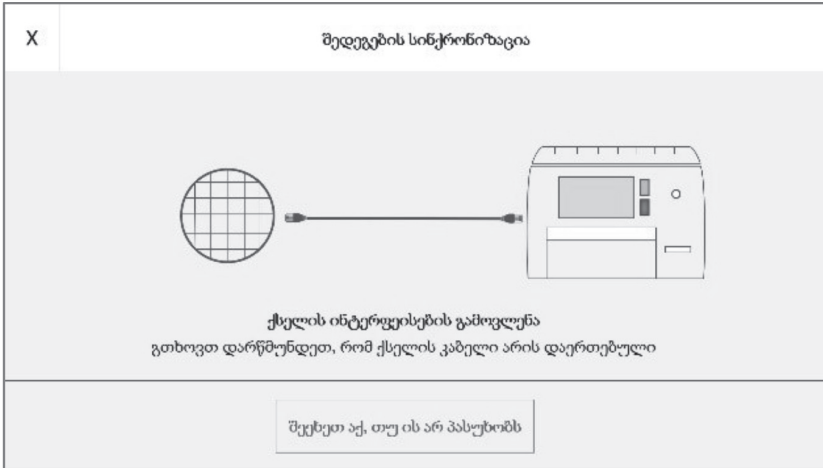 X
შედეგების სინქრონიზაცია
ქსელის ინტერფეისების გამოვლენა
გთხოვთ დარწმუნდეთ, რომ ქსელის კაბელი არის დაერთებული
შეეხეთ აქ, თუ ის არ პასუხობს